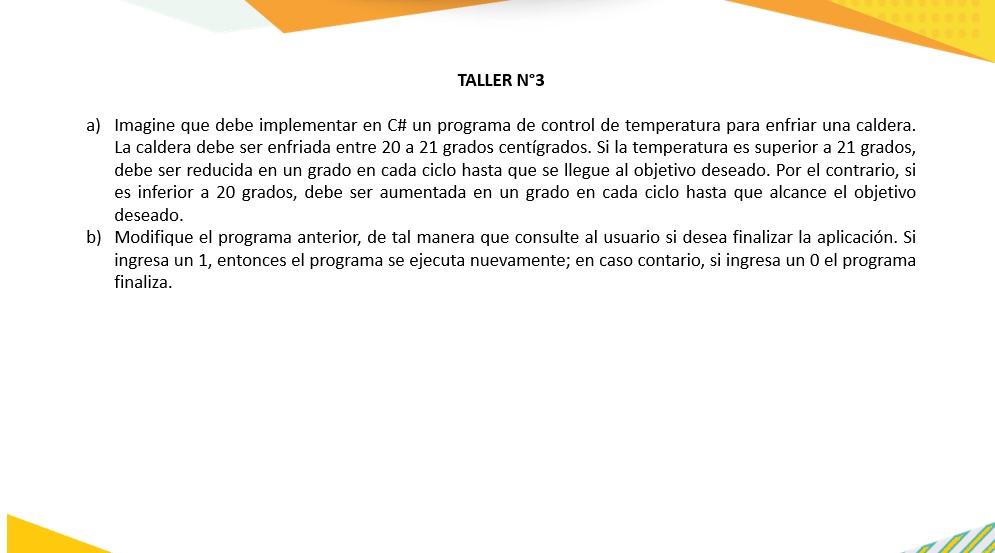 TALLER N°3
a) Imagine que debe implementar en C# un programa de control de temperatura para enfriar una caldera.
La caldera debe ser enfriada entre 20 a 21 grados centígrados. Si la temperatura es superior a 21 grados,
debe ser reducida en un grado en cada ciclo hasta que se llegue al objetivo deseado. Por el contrario, si
es inferior a 20 grados, debe ser aumentada en un grado en cada ciclo hasta que alcance el objetivo
deseado.
b) Modifique el programa anterior, de tal manera que consulte al usuario si desea finalizar la aplicación. Si
ingresa un 1, entonces el programa se ejecuta nuevamente; en caso contario, si ingresa un 0 el programa
finaliza.